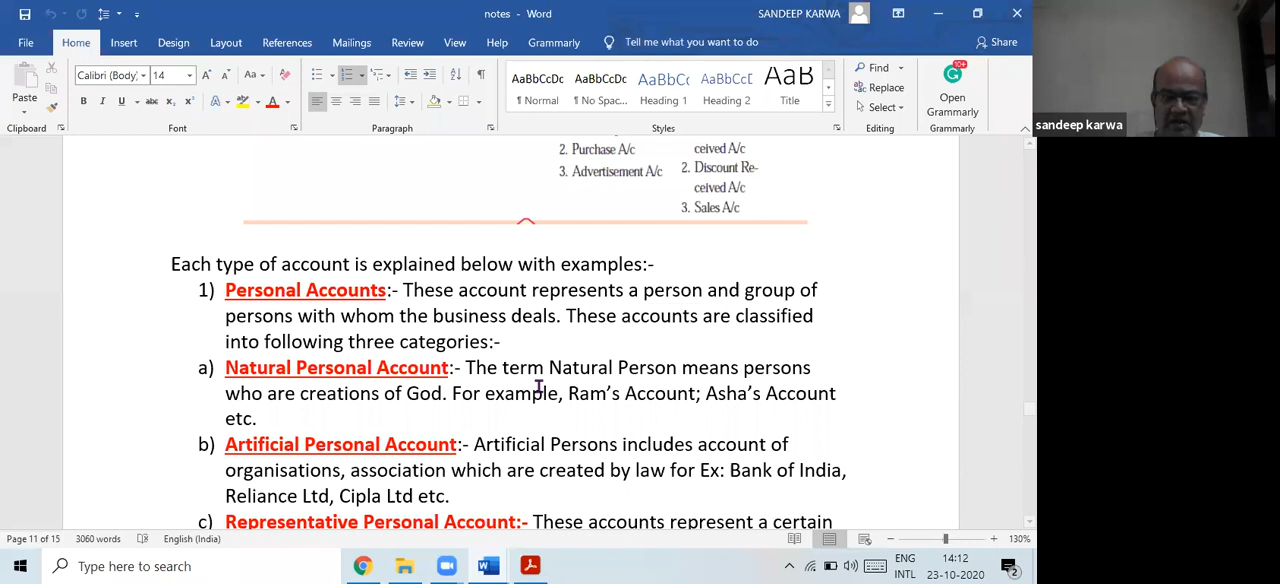 notes - Word
SANDEEP KARWA
File Home Insert Design Layout References Mailings Review View Help Grammarly Tell me what you want to do Share
Paste
Calibri (Body) 14
Aa
B I U abc x₂ x²
Clipboard Font Paragraph Styles Editing Grammarly
AaBbCcDc AaBbCcDc AaBbCc AaBbCcD AaB
¶ Normal ¶ No Spac... Heading 1 Heading 2 Title
Find
Replace
Select
Open
Grammarly
sandeep karwa
2. Purchase A/c
3. Advertisement A/c
ceived A/c
2. Discount Re-
ceived A/c
3. Sales A/c
Each type of account is explained below with examples:-
1) Personal Accounts:- These account represents a person and group of
persons with whom the business deals. These accounts are classified
into following three categories:-
a) Natural Personal Account:- The term Natural Person means persons
who are creations of God. For example, Ram's Account; Asha's Account
etc.
b) Artificial Personal Account:- Artificial Persons includes account of
organisations, association which are created by law for Ex: Bank of India,
Reliance Ltd, Cipla Ltd etc.
c) Representative Personal Account:- These accounts represent a certain
Page 11 of 15 3060 words English (India) 130%
Type here to search
ENG
INTL
14:12
23-10-2020
2